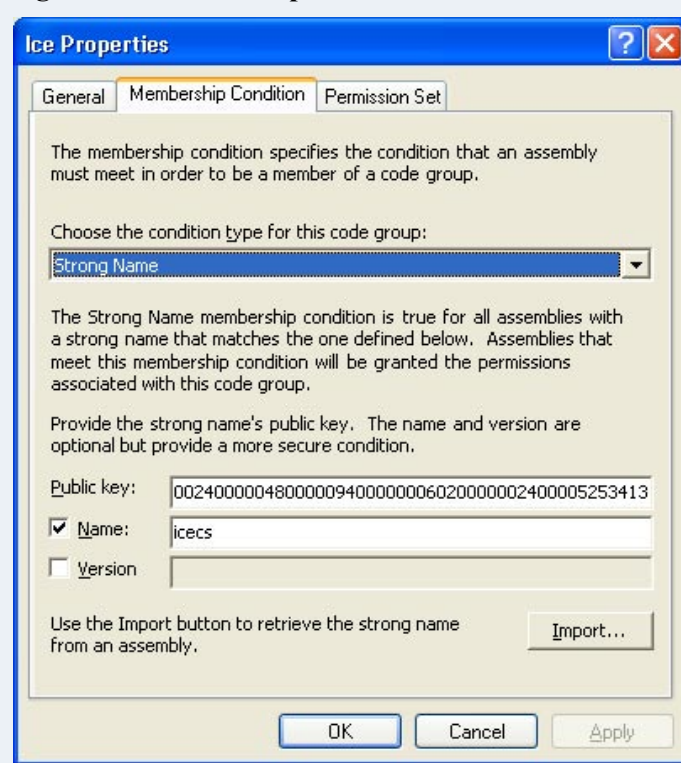 Ice Properties
General Membership Condition Permission Set
The membership condition specifies the condition that an assembly
must meet in order to be a member of a code group.
Choose the condition type for this code group:
Strong Name
The Strong Name membership condition is true for all assemblies with
a strong name that matches the one defined below. Assemblies that
meet this membership condition will be granted the permissions
associated with this code group.
Provide the strong name's public key. The name and version are
optional but provide a more secure condition.
Public key: 00240000048000009400000006020000002400005253413
Name: icecs
Version
Use the Import button to retrieve the strong name
from an assembly.
Import...
OK Cancel Apply